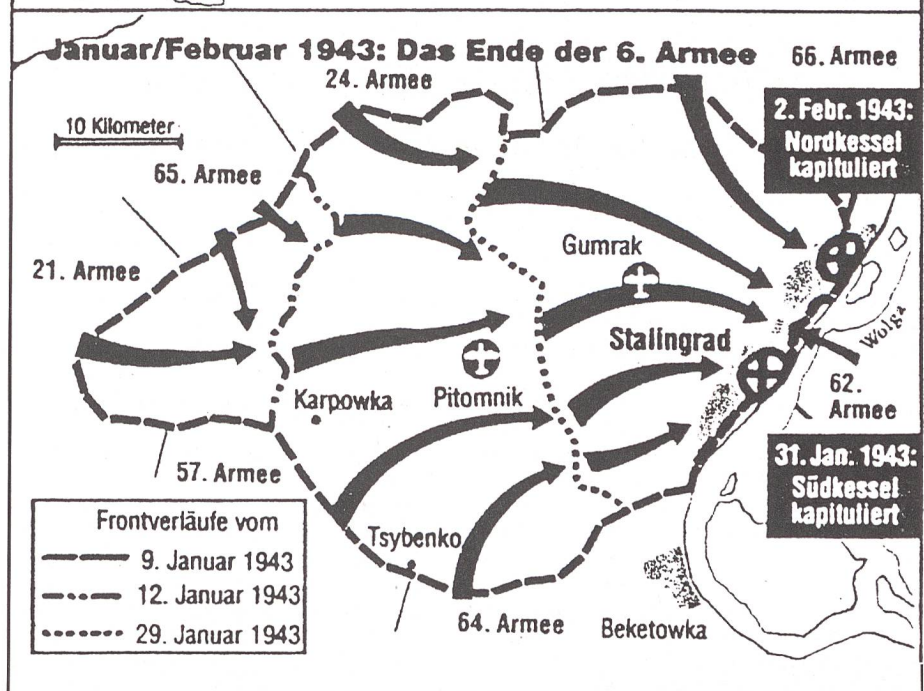 Januar/Februar 1943: Das Ende der 6. Armee
66. Armee
24. Armee
2. Febr. 1943:
Nordkessel
kapituliert
10 Kilometer
65. Armee
Gumrak
21. Armee
Wolga
Stalingrad
62.
Armee
Karpowka
Pitomnik
57. Armee
31. Jan. 1943:
Südkessel
kapituliert
Frontverläufe vom
9. Januar 1943
12. Januar 1943
29. Januar 1943
Tsybenko
64. Armee
Beketowka